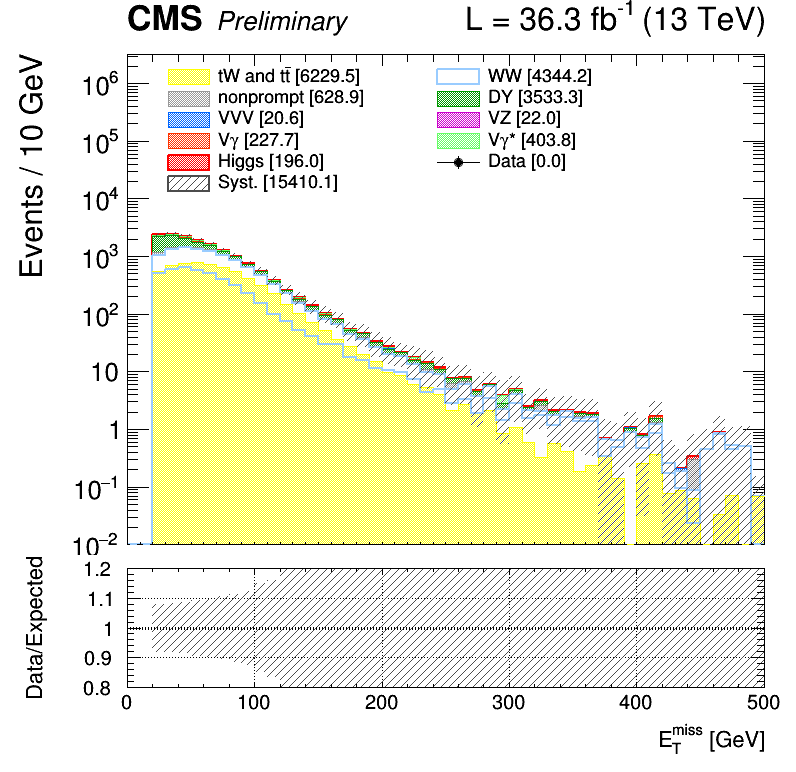 CMS Preliminary L = 36.3 fb⁻¹ (13 TeV)
Events / 10 GeV
10⁶
10⁵
10⁴
10³
10²
10
1
10⁻¹
10⁻²
tW and tt̄ [6229.5]
nonprompt [628.9]
VVV [20.6]
Vγ [227.7]
Higgs [196.0]
Syst. [15410.1]
WW [4344.2]
DY [3533.3]
VZ [22.0]
Vγ* [403.8]
Data [0.0]
Data/Expected
1.2
1.1
1
0.9
0.8
0 100 200 300 400 500
E_T^miss [GeV]